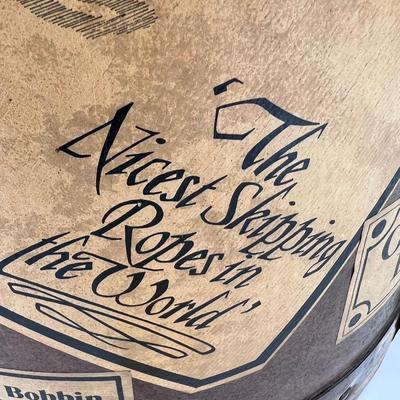 'The
Nicest Skipping
Ropes in
the World'
Bobbin